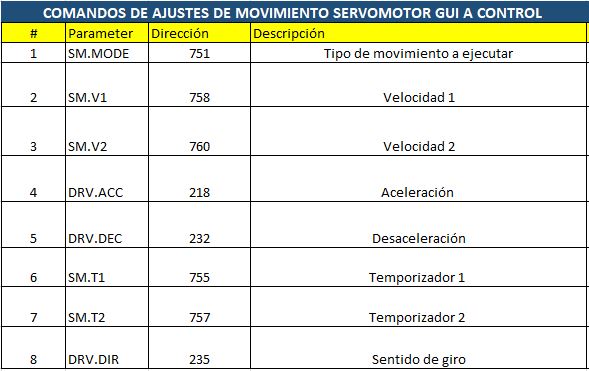 COMANDOS DE AJUSTES DE MOVIMIENTO SERVOMOTOR GUI A CONTROL
# Parameter Dirección Descripción
1 SM.MODE 751 Tipo de movimiento a ejecutar
2 SM.V1 758 Velocidad 1
3 SM.V2 760 Velocidad 2
4 DRV.ACC 218 Aceleración
5 DRV.DEC 232 Desaceleración
6 SM.T1 755 Temporizador 1
7 SM.T2 757 Temporizador 2
8 DRV.DIR 235 Sentido de giro